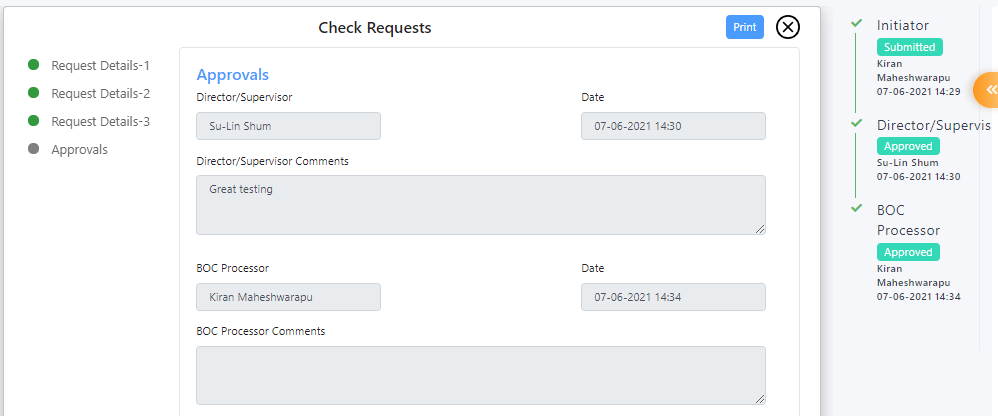 Check Requests
Print
Request Details-1
Request Details-2
Request Details-3
Approvals
Approvals
Director/Supervisor
Date
Su-Lin Shum
07-06-2021 14:30
Director/Supervisor Comments
Great testing
BOC Processor
Date
Kiran Maheshwarapu
07-06-2021 14:34
BOC Processor Comments
Initiator
Submitted
Kiran
Maheshwarapu
07-06-2021 14:29
Director/Supervis
Approved
Su-Lin Shum
07-06-2021 14:30
BOC
Processor
Approved
Kiran
Maheshwarapu
07-06-2021 14:34